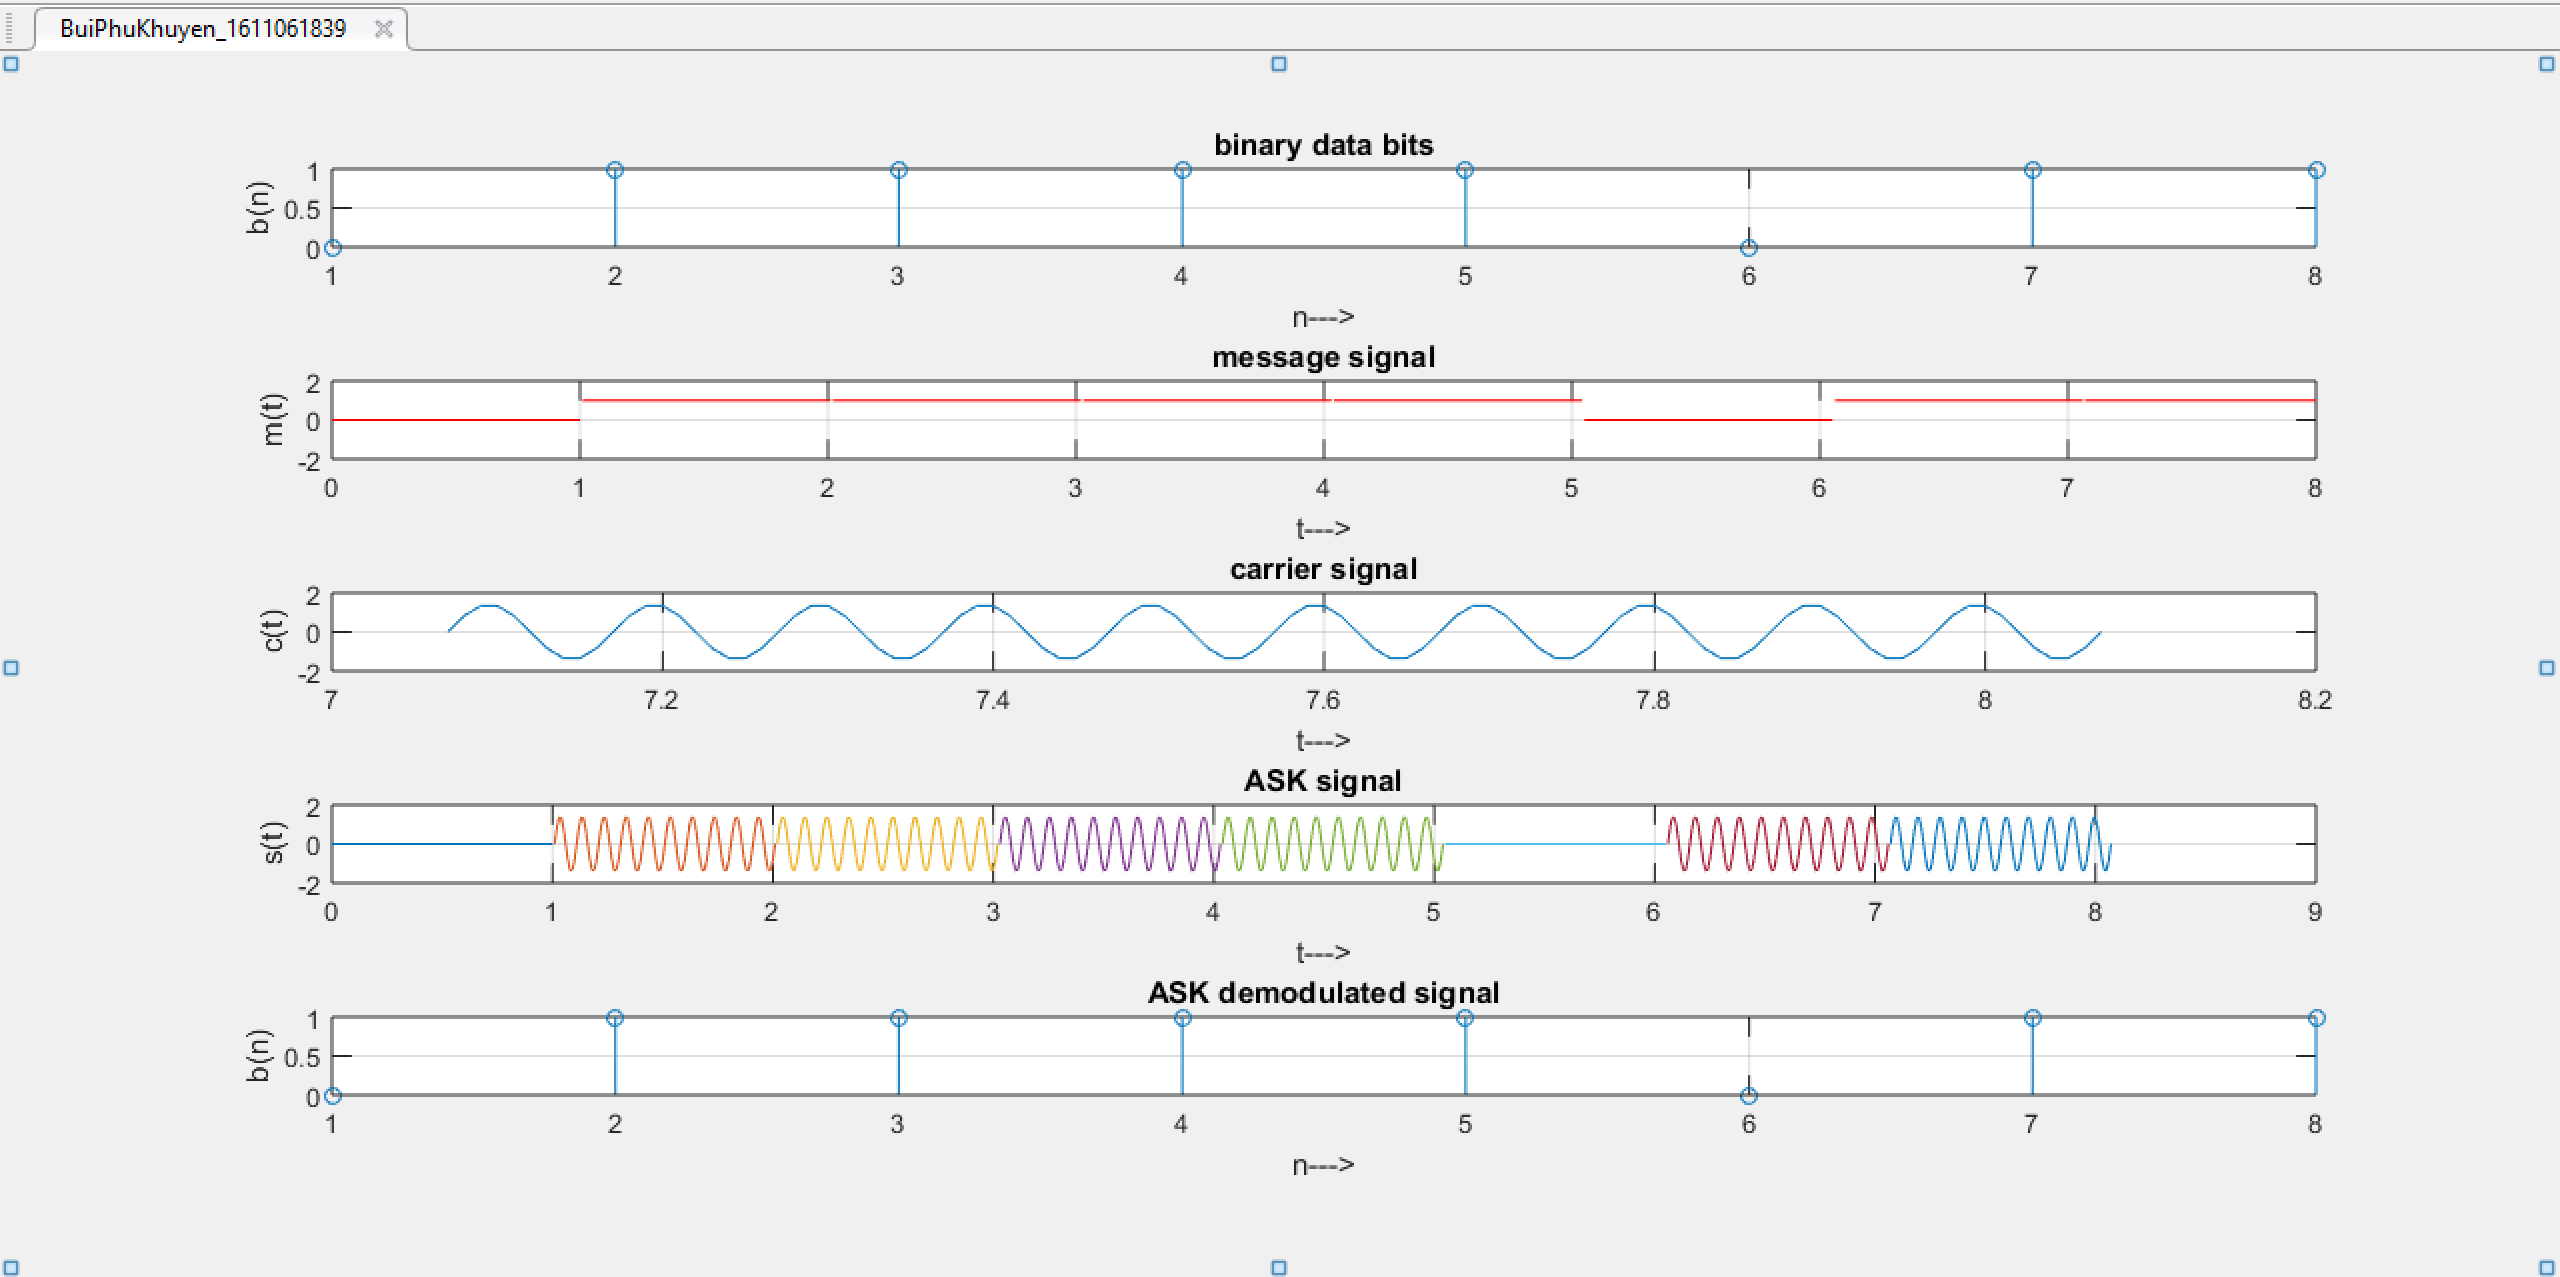 BuiPhuKhuyen_1611061839
binary data bits
b(n)
1
0.5
0
1 2 3 4 5 6 7 8
n--->
message signal
m(t)
2
0
-2
0 1 2 3 4 5 6 7 8
t--->
carrier signal
c(t)
2
0
-2
7 7.2 7.4 7.6 7.8 8 8.2
t--->
ASK signal
s(t)
2
0
-2
0 1 2 3 4 5 6 7 8 9
t--->
ASK demodulated signal
b(n)
1
0.5
0
1 2 3 4 5 6 7 8
n--->